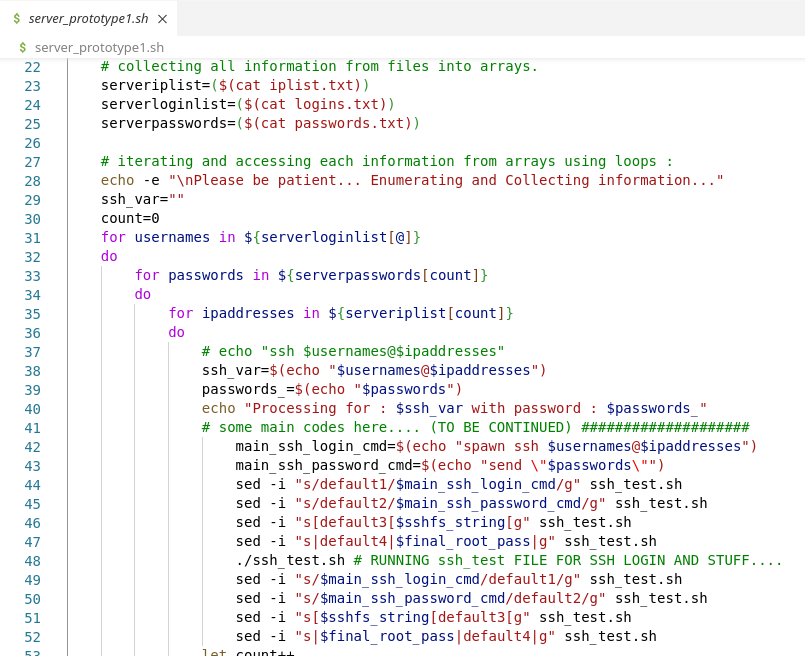 $ server_prototype1.sh ×
$ server_prototype1.sh
22 # collecting all information from files into arrays.
23 serveriplist=($(cat iplist.txt))
24 serverloginlist=($(cat logins.txt))
25 serverpasswords=($(cat passwords.txt))
26
27 # iterating and accessing each information from arrays using loops :
28 echo -e "\nPlease be patient... Enumerating and Collecting information..."
29 ssh_var=""
30 count=0
31 for usernames in ${serverloginlist[@]}
32 do
33 for passwords in ${serverpasswords[count]}
34 do
35 for ipaddresses in ${serveriplist[count]}
36 do
37 # echo "ssh $usernames@$ipaddresses"
38 ssh_var=$(echo "$usernames@$ipaddresses")
39 passwords_=$(echo "$passwords")
40 echo "Processing for : $ssh_var with password : $passwords_"
41 # some main codes here.... (TO BE CONTINUED) ####################
42 main_ssh_login_cmd=$(echo "spawn ssh $usernames@$ipaddresses")
43 main_ssh_password_cmd=$(echo "send \"$passwords\"")
44 sed -i "s/default1/$main_ssh_login_cmd/g" ssh_test.sh
45 sed -i "s/default2/$main_ssh_password_cmd/g" ssh_test.sh
46 sed -i "s[default3[$sshfs_string[g" ssh_test.sh
47 sed -i "s|default4|$final_root_pass|g" ssh_test.sh
48 ./ssh_test.sh # RUNNING ssh_test FILE FOR SSH LOGIN AND STUFF....
49 sed -i "s/$main_ssh_login_cmd/default1/g" ssh_test.sh
50 sed -i "s/$main_ssh_password_cmd/default2/g" ssh_test.sh
51 sed -i "s[$sshfs_string[default3[g" ssh_test.sh
52 sed -i "s|$final_root_pass|default4|g" ssh_test.sh
53 let count++